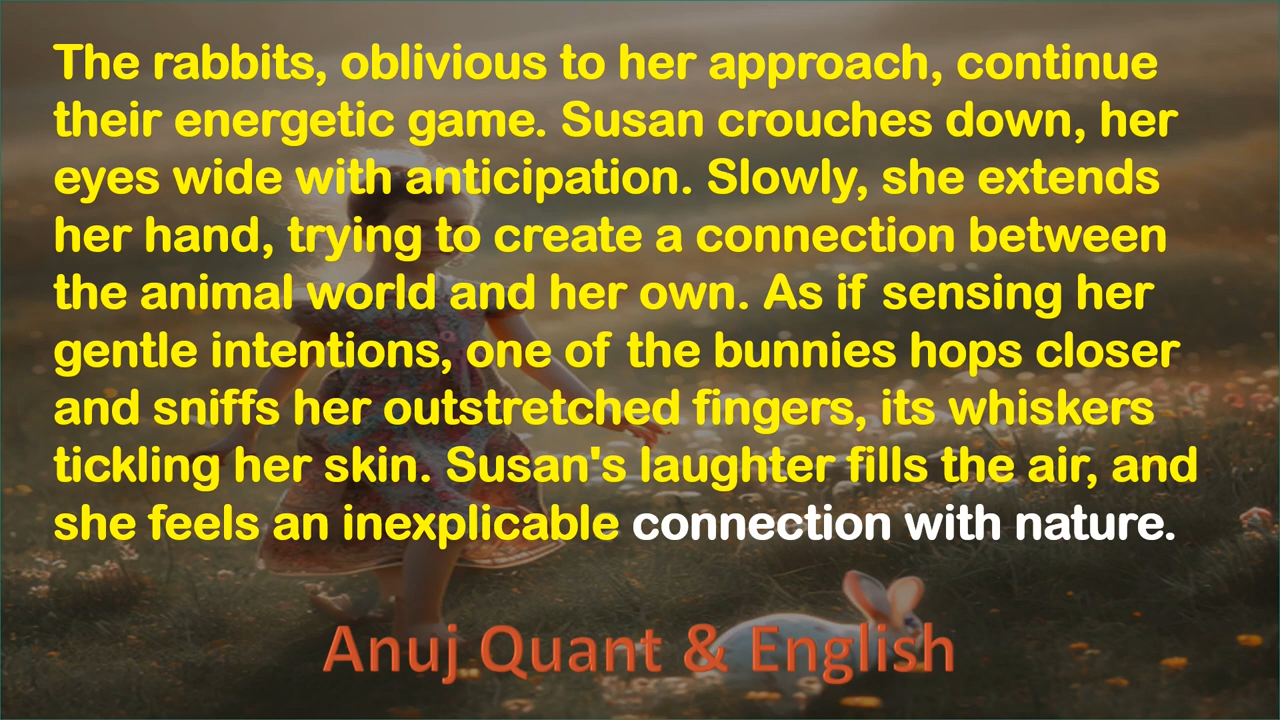 The rabbits, oblivious to her approach, continue
their energetic game. Susan crouches down, her
eyes wide with anticipation. Slowly, she extends
her hand, trying to create a connection between
the animal world and her own. As if sensing her
gentle intentions, one of the bunnies hops closer
and sniffs her outstretched fingers, its whiskers
tickling her skin. Susan's laughter fills the air, and
she feels an inexplicable connection with nature.
Anuj Quant & English